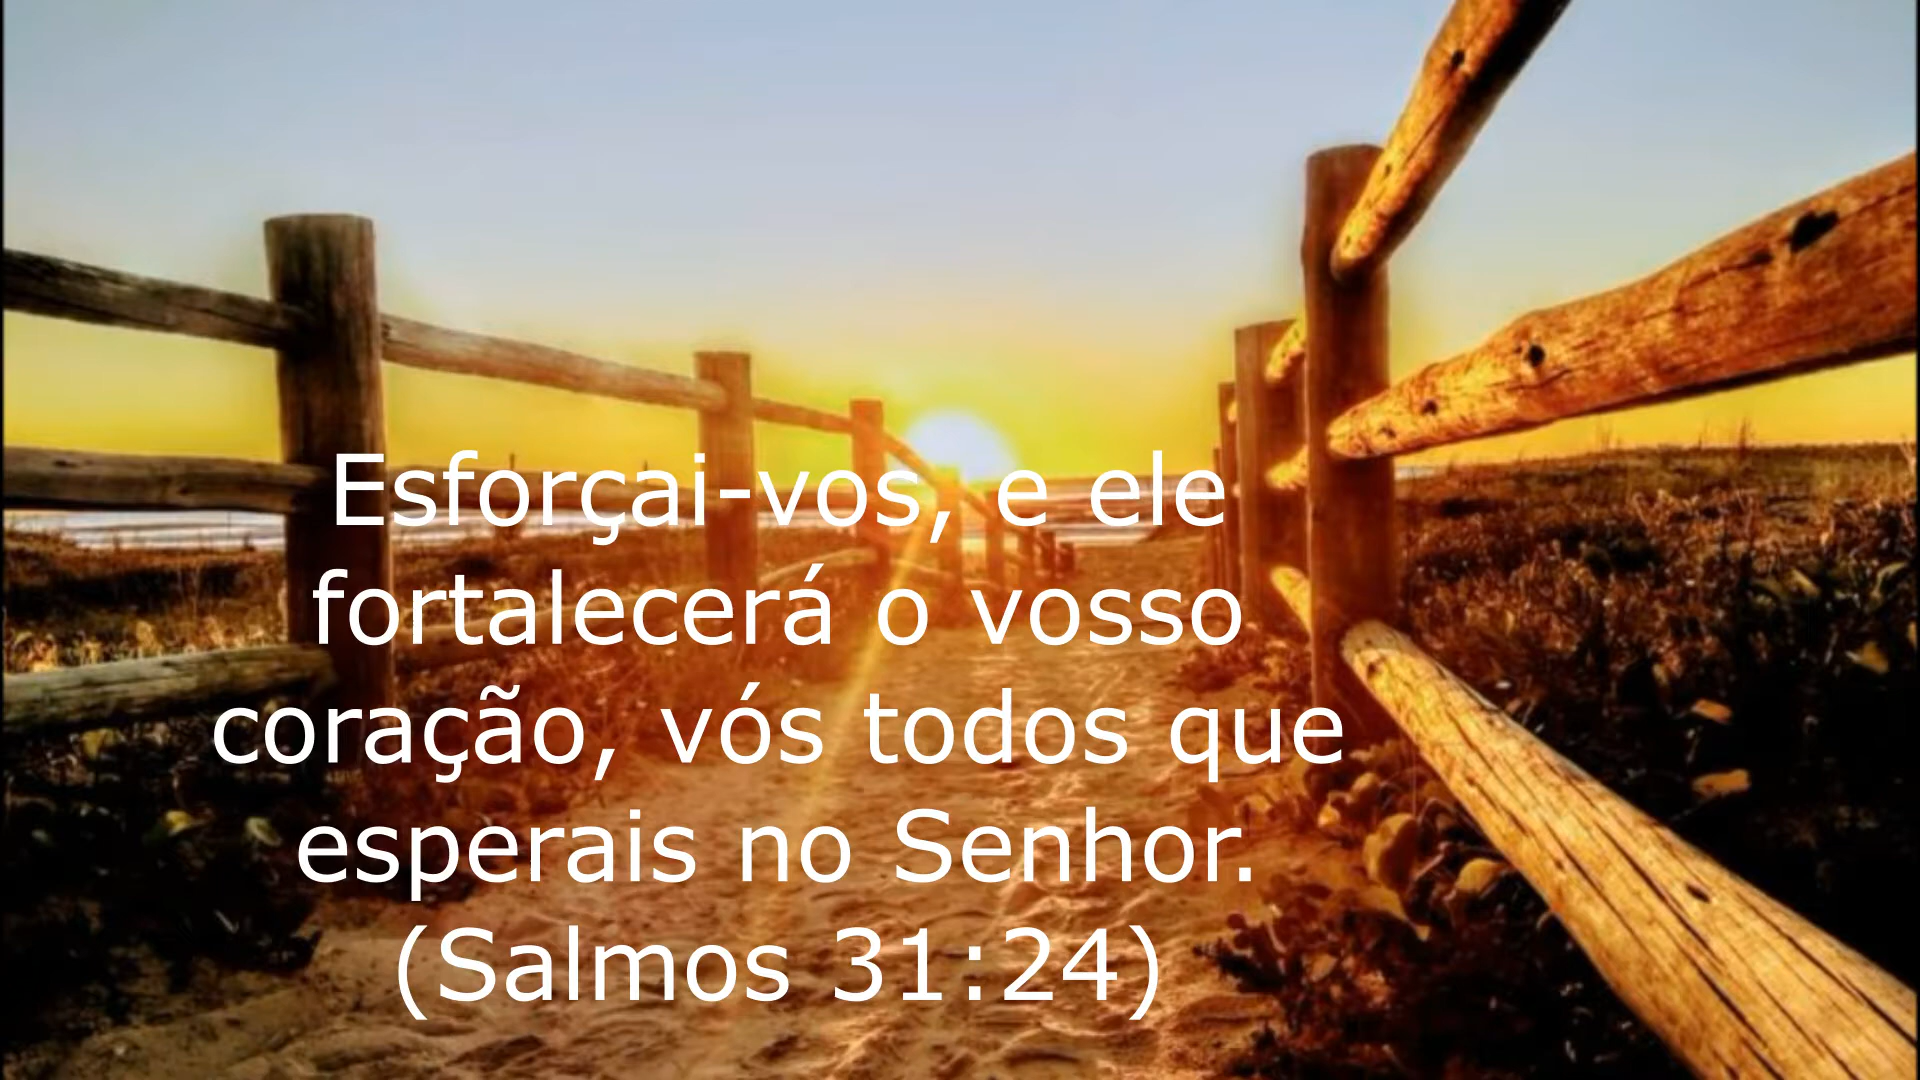 Esforçai-vos, e ele
fortalecerá o vosso
coração, vós todos que
esperais no Senhor.
(Salmos 31:24)